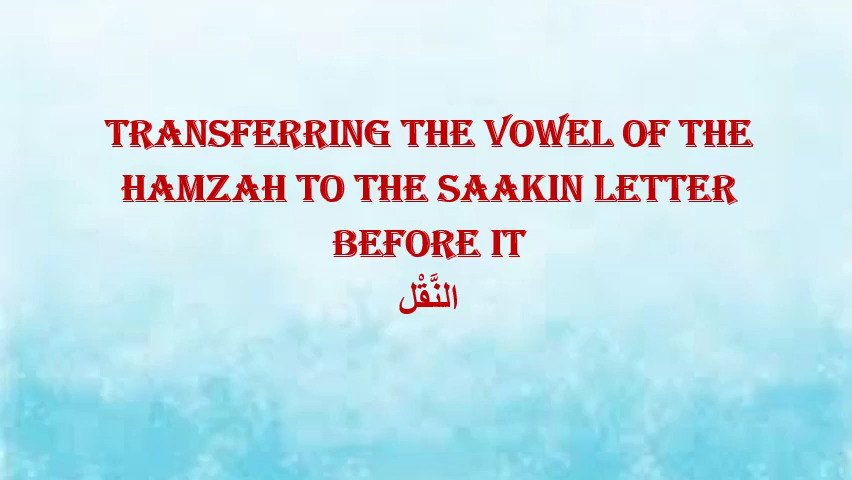 TRANSFERRING THE VOWEL OF THE
HAMZAH TO THE SAAKIN LETTER
BEFORE IT
النَّقْل